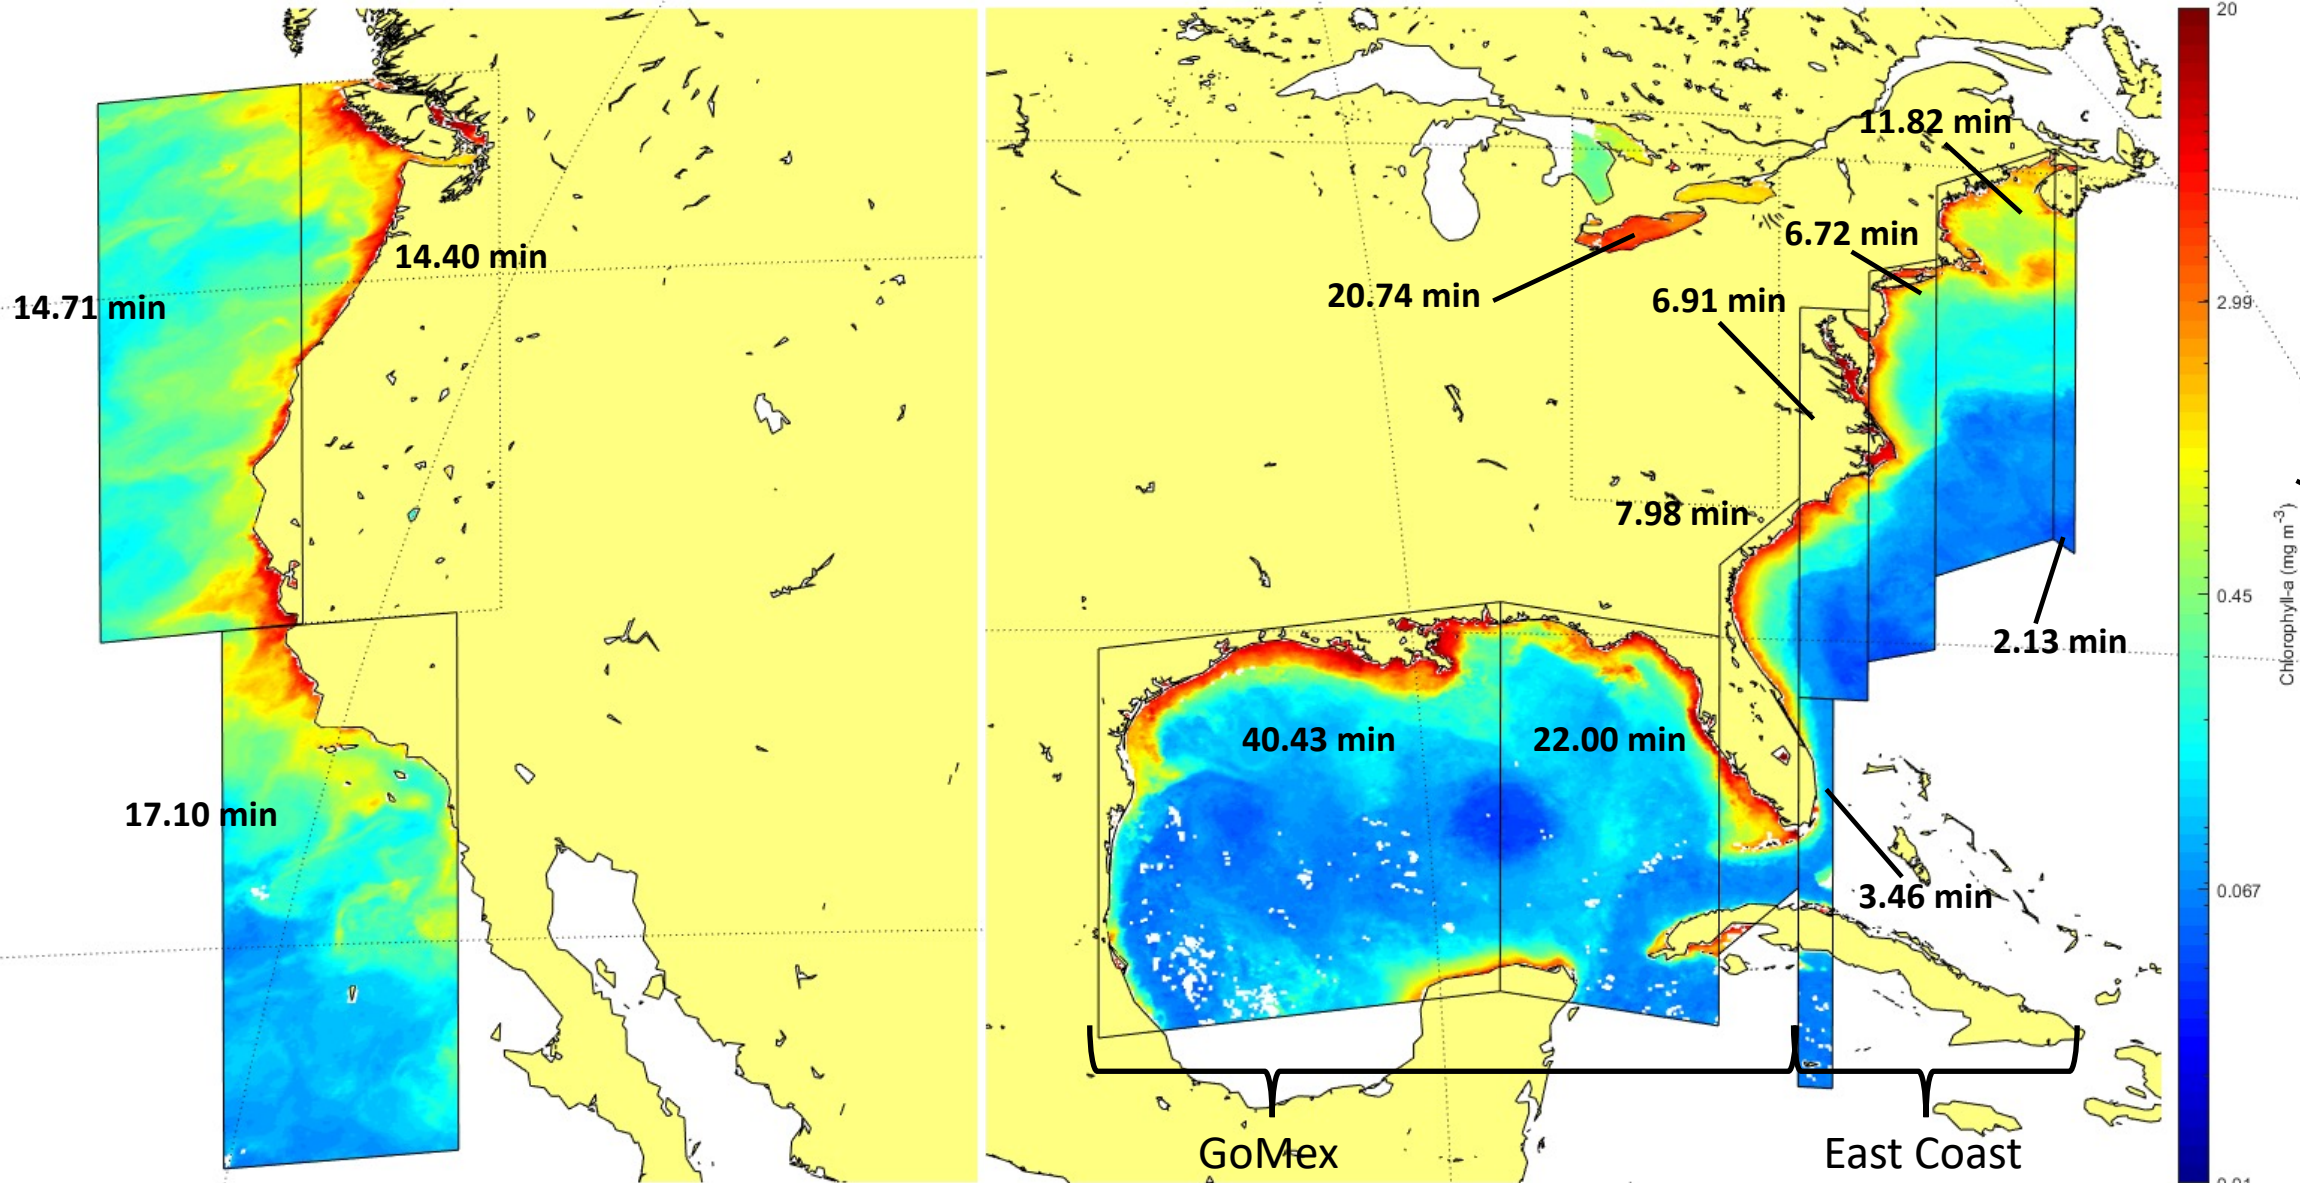 20
11.82 min
6.72 min
14.40 min
20.74 min
6.91 min
2.99
14.71 min
7.98 min
Chlorophyll-a (mg m⁻³)
0.45
2.13 min
40.43 min
22.00 min
17.10 min
0.067
3.46 min
GoMex
East Coast